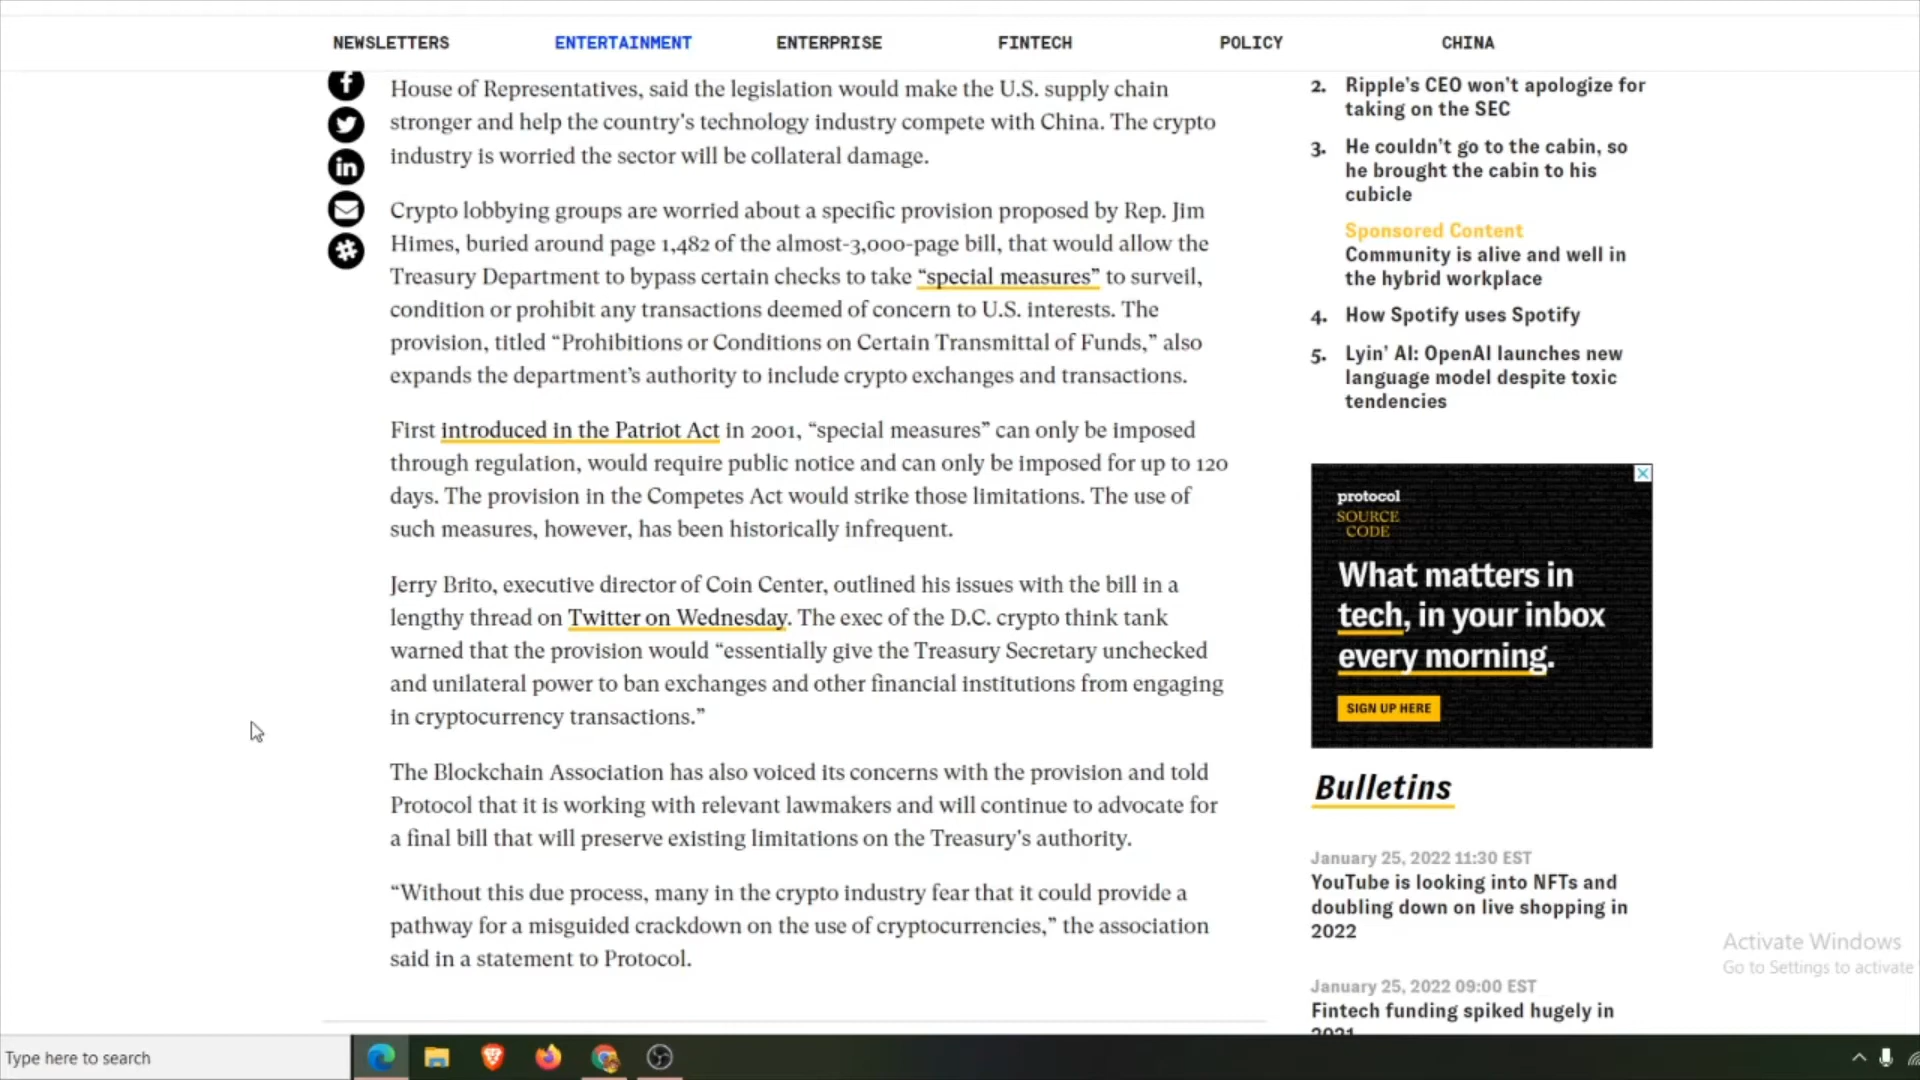 NEWSLETTERS ENTERTAINMENT ENTERPRISE FINTECH POLICY CHINA
House of Representatives, said the legislation would make the U.S. supply chain
stronger and help the country's technology industry compete with China. The crypto
industry is worried the sector will be collateral damage.
Crypto lobbying groups are worried about a specific provision proposed by Rep. Jim
Himes, buried around page 1,482 of the almost-3,000-page bill, that would allow the
Treasury Department to bypass certain checks to take “special measures” to surveil,
condition or prohibit any transactions deemed of concern to U.S. interests. The
provision, titled “Prohibitions or Conditions on Certain Transmittal of Funds,” also
expands the department's authority to include crypto exchanges and transactions.
First introduced in the Patriot Act in 2001, “special measures” can only be imposed
through regulation, would require public notice and can only be imposed for up to 120
days. The provision in the Competes Act would strike those limitations. The use of
such measures, however, has been historically infrequent.
Jerry Brito, executive director of Coin Center, outlined his issues with the bill in a
lengthy thread on Twitter on Wednesday. The exec of the D.C. crypto think tank
warned that the provision would “essentially give the Treasury Secretary unchecked
and unilateral power to ban exchanges and other financial institutions from engaging
in cryptocurrency transactions.”
The Blockchain Association has also voiced its concerns with the provision and told
Protocol that it is working with relevant lawmakers and will continue to advocate for
a final bill that will preserve existing limitations on the Treasury's authority.
“Without this due process, many in the crypto industry fear that it could provide a
pathway for a misguided crackdown on the use of cryptocurrencies,” the association
said in a statement to Protocol.
2. Ripple's CEO won't apologize for
taking on the SEC
3. He couldn't go to the cabin, so
he brought the cabin to his
cubicle
Sponsored Content
Community is alive and well in
the hybrid workplace
4. How Spotify uses Spotify
5. Lyin' AI: OpenAI launches new
language model despite toxic
tendencies
protocol
SOURCE
CODE
What matters in
tech, in your inbox
every morning.
SIGN UP HERE
Bulletins
January 25, 2022 11:30 EST
YouTube is looking into NFTs and
doubling down on live shopping in
2022
January 25, 2022 09:00 EST
Fintech funding spiked hugely in
2021
Activate Windows
Go to Settings to activate
Type here to search